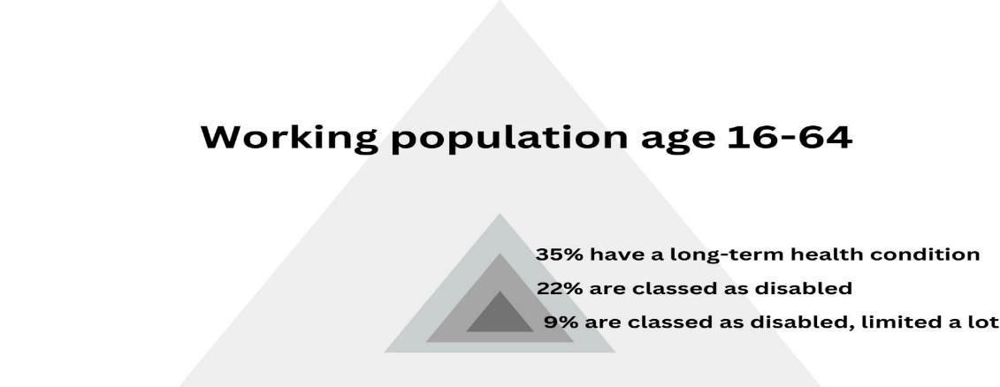 Working population age 16-64
35% have a long-term health condition
22% are classed as disabled
9% are classed as disabled, limited a lot